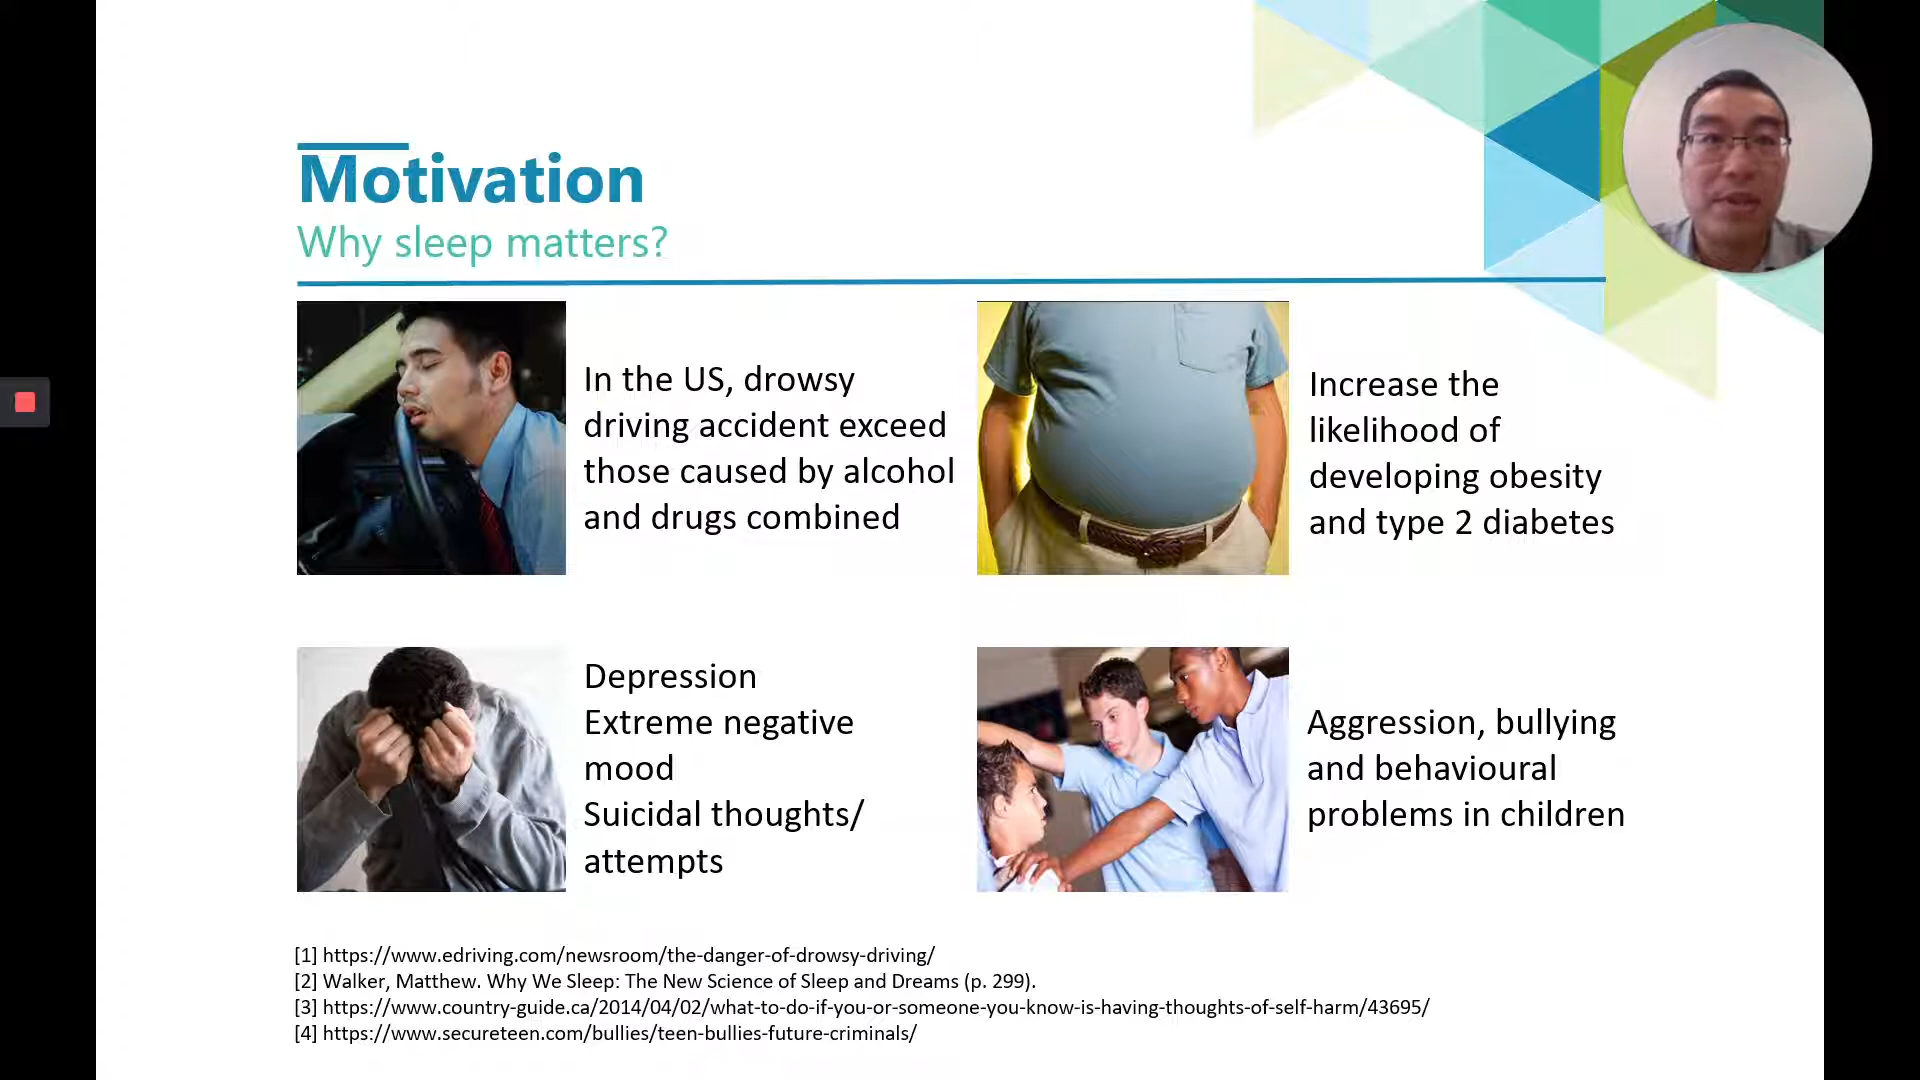 Motivation
Why sleep matters?
In the US, drowsy
driving accident exceed
those caused by alcohol
and drugs combined
Increase the
likelihood of
developing obesity
and type 2 diabetes
Depression
Extreme negative
mood
Suicidal thoughts/
attempts
Aggression, bullying
and behavioural
problems in children
[1] https://www.edriving.com/newsroom/the-danger-of-drowsy-driving/
[2] Walker, Matthew. Why We Sleep: The New Science of Sleep and Dreams (p. 299).
[3] https://www.country-guide.ca/2014/04/02/what-to-do-if-you-or-someone-you-know-is-having-thoughts-of-self-harm/43695/
[4] https://www.secureteen.com/bullies/teen-bullies-future-criminals/